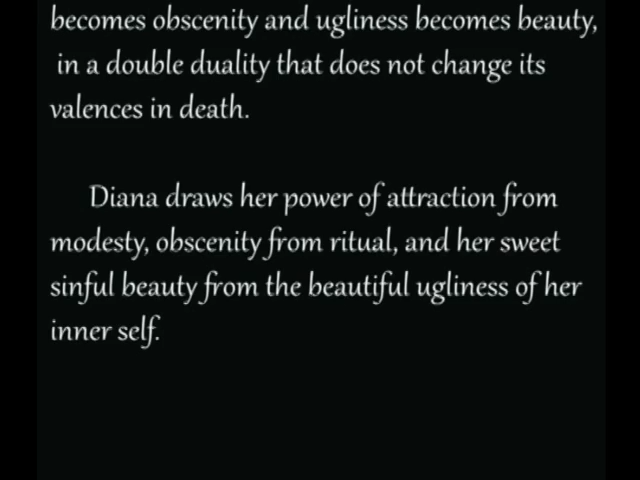 becomes obscenity and ugliness becomes beauty,
in a double duality that does not change its
valences in death.
Diana draws her power of attraction from
modesty, obscenity from ritual, and her sweet
sinful beauty from the beautiful ugliness of her
inner self.